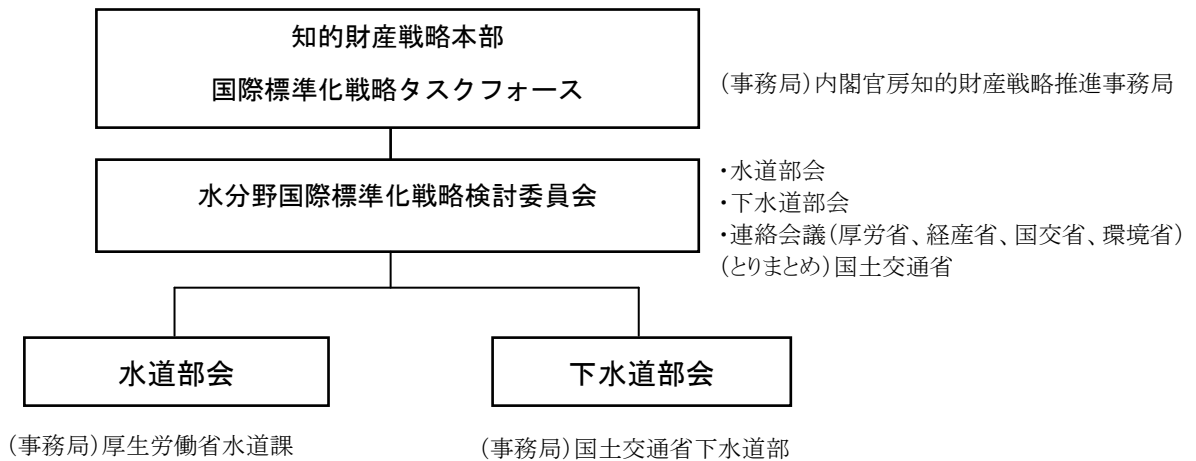 知的財産戦略本部
国際標準化戦略タスクフォース
(事務局)内閣官房知的財産戦略推進事務局
水分野国際標準化戦略検討委員会
・水道部会
・下水道部会
・連絡会議(厚労省、経産省、国交省、環境省)
(とりまとめ)国土交通省
水道部会
下水道部会
(事務局)厚生労働省水道課
(事務局)国土交通省下水道部